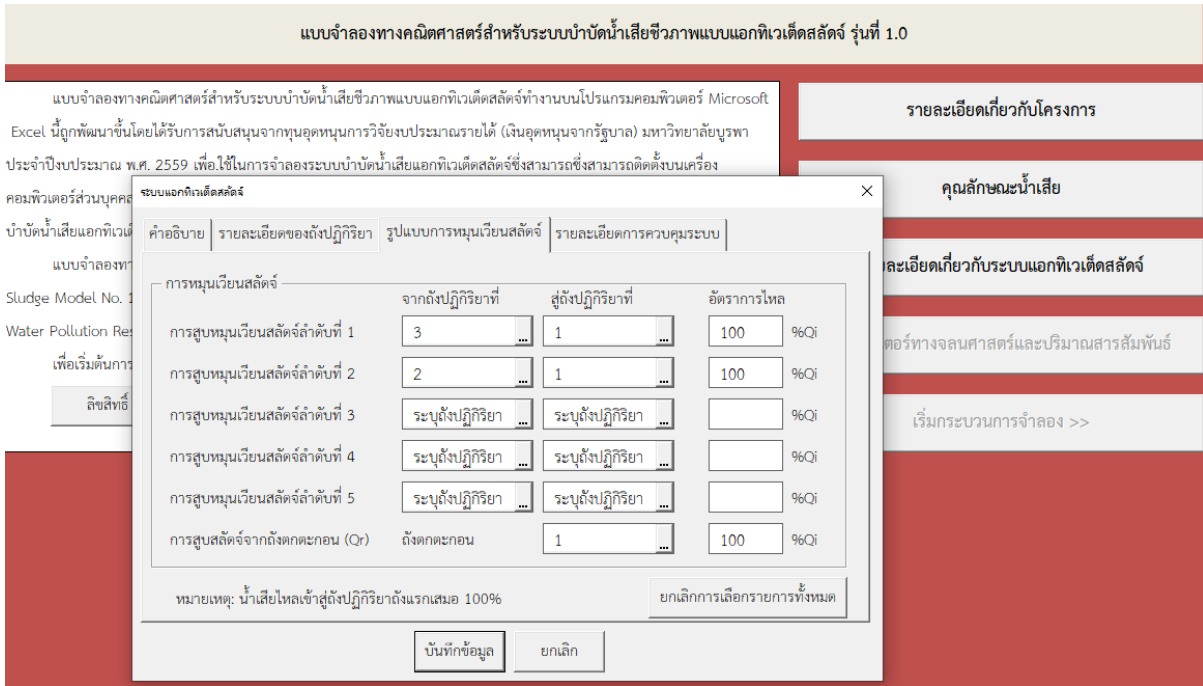 แบบจำลองทางคณิตศาสตร์สำหรับระบบบำบัดน้ำเสียชีวภาพแบบแอกทิเวเต็ดสลัดจ์ รุ่นที่ 1.0
แบบจำลองทางคณิตศาสตร์สำหรับระบบบำบัดน้ำเสียชีวภาพแบบแอกทิเวเต็ดสลัดจ์ทำงานบนโปรแกรมคอมพิวเตอร์ Microsoft
Excel นี้ถูกพัฒนาขึ้นโดยได้รับการสนับสนุนจากทุนอุดหนุนการวิจัยงบประมาณรายได้ (เงินอุดหนุนจากรัฐบาล) มหาวิทยาลัยบูรพา
ประจำปีงบประมาณ พ.ศ. 2559 เพื่อ.ใช้ในการจำลองระบบบำบัดน้ำเสียแอกทิเวเต็ดสลัดจ์ซึ่งสามารถซึ่งสามารถติดตั้งบนเครื่อง
คอมพิวเตอร์ส่วนบุคคล
บำบัดน้ำเสียแอกทิเวเต็
แบบจำลองทา
Sludge Model No. 1
Water Pollution Res
เพื่อเริ่มต้นการ
ลิขสิทธิ์
รายละเอียดเกี่ยวกับโครงการ
คุณลักษณะน้ำเสีย
ละเอียดเกี่ยวกับระบบแอกทิเวเต็ดสลัดจ์
ตอร์ทางจลนศาสตร์และปริมาณสารสัมพันธ์
เริ่มกระบวนการจำลอง >>
ระบบแอกทิเวเต็ดสลัดจ์
คำอธิบาย รายละเอียดของถังปฏิกิริยา รูปแบบการหมุนเวียนสลัดจ์ รายละเอียดการควบคุมระบบ
การหมุนเวียนสลัดจ์
จากถังปฏิกิริยาที่ สู่ถังปฏิกิริยาที่ อัตราการไหล
การสูบหมุนเวียนสลัดจ์ลำดับที่ 1 3 ... 1 ... 100 %Qi
การสูบหมุนเวียนสลัดจ์ลำดับที่ 2 2 ... 1 ... 100 %Qi
การสูบหมุนเวียนสลัดจ์ลำดับที่ 3 ระบุถังปฏิกิริยา ... ระบุถังปฏิกิริยา ... %Qi
การสูบหมุนเวียนสลัดจ์ลำดับที่ 4 ระบุถังปฏิกิริยา ... ระบุถังปฏิกิริยา ... %Qi
การสูบหมุนเวียนสลัดจ์ลำดับที่ 5 ระบุถังปฏิกิริยา ... ระบุถังปฏิกิริยา ... %Qi
การสูบสลัดจ์จากถังตกตะกอน (Qr) ถังตกตะกอน 1 ... 100 %Qi
หมายเหตุ: น้ำเสียไหลเข้าสู่ถังปฏิกิริยาถังแรกเสมอ 100% ยกเลิกการเลือกรายการทั้งหมด
บันทึกข้อมูล ยกเลิก